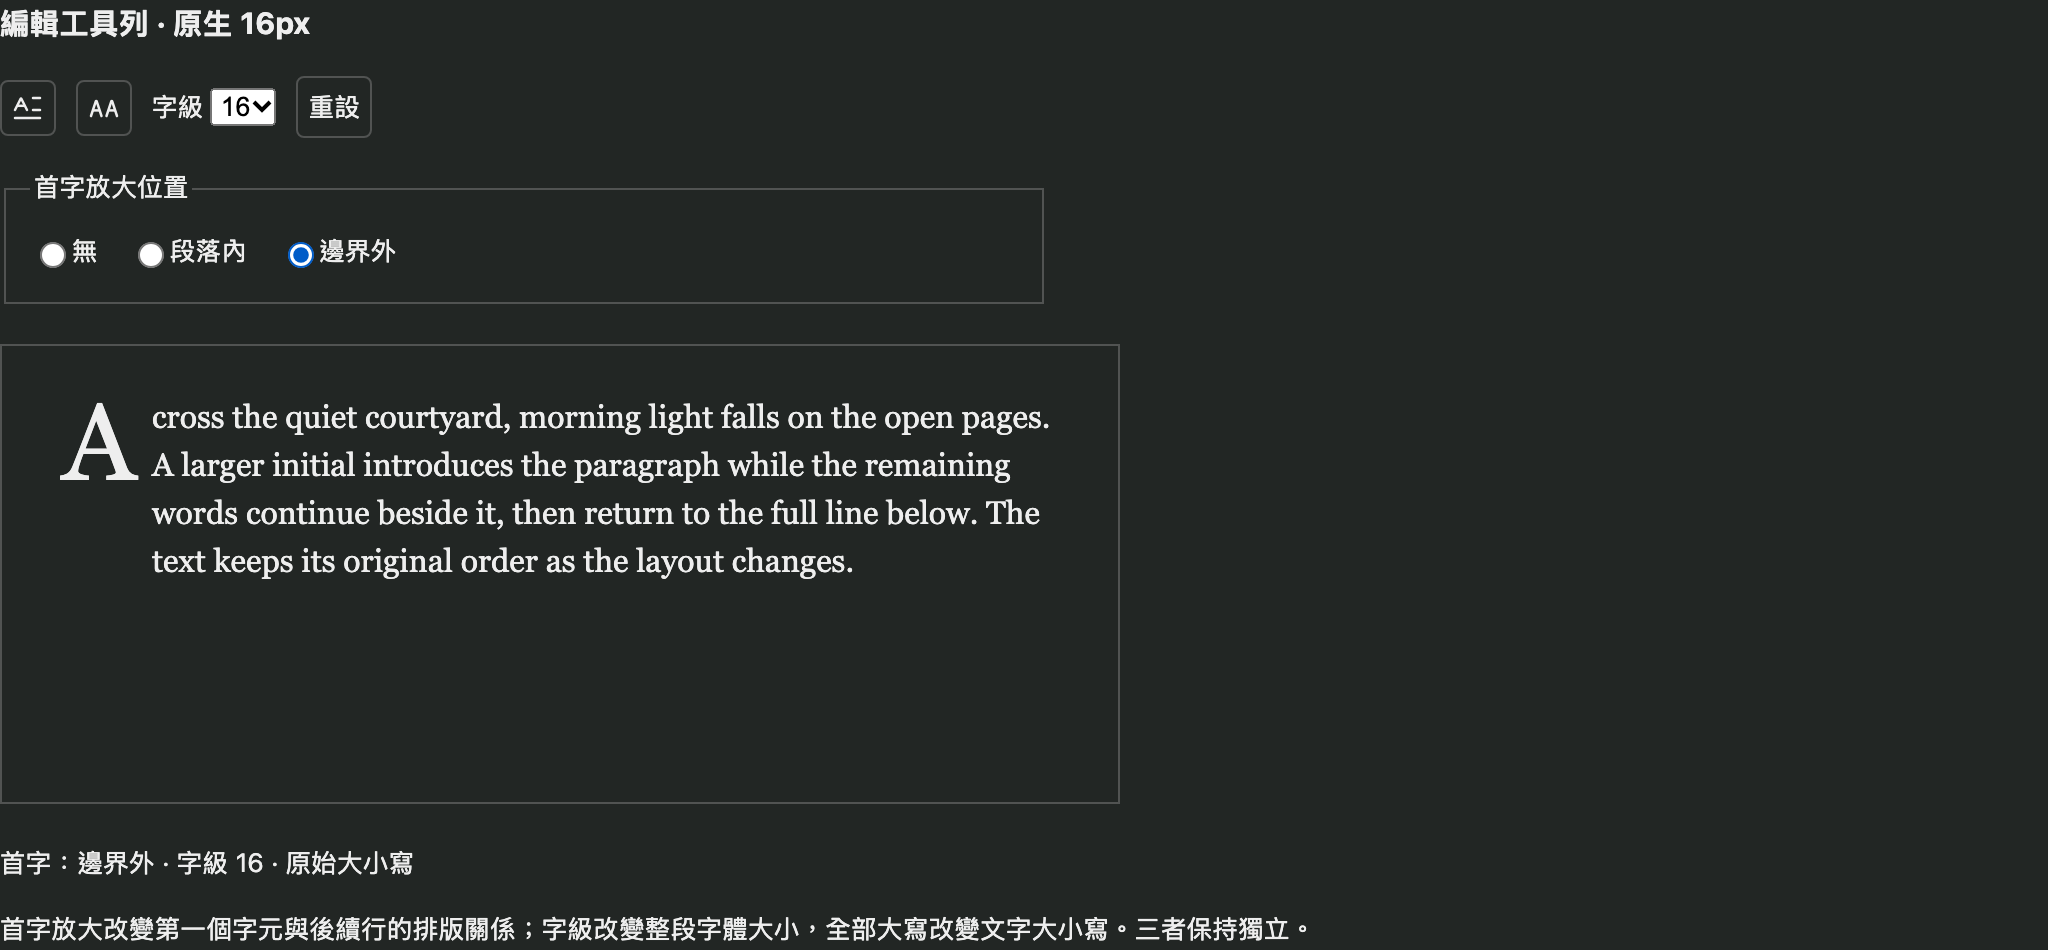 編輯工具列 · 原生 16px
A AA 字級 16 重設
首字放大位置
無 段落內 邊界外
Across the quiet courtyard, morning light falls on the open pages.
A larger initial introduces the paragraph while the remaining
words continue beside it, then return to the full line below. The
text keeps its original order as the layout changes.
首字：邊界外 · 字級 16 · 原始大小寫
首字放大改變第一個字元與後續行的排版關係；字級改變整段字體大小，全部大寫改變文字大小寫。三者保持獨立。